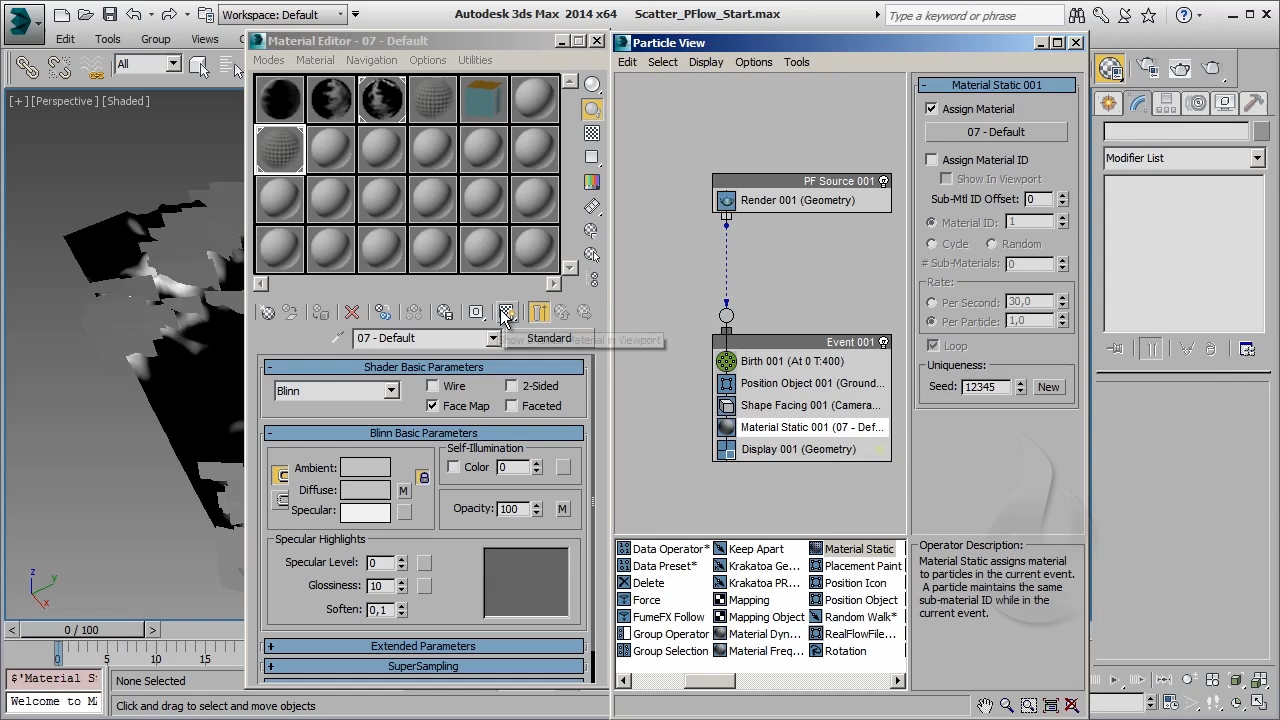 Workspace: Default
Autodesk 3ds Max 2014 x64 Scatter_PFlow_Start.max
Type a keyword or phrase
Edit Tools Group Views
All
[+] [Perspective] [Shaded]
z
y
x
0 / 100
0 5 10 15
$'Material S
Welcome to M
None Selected
Click and drag to select and move objects
Material Editor - 07 - Default
Modes Material Navigation Options Utilities
07 - Default
Standard
Shader Basic Parameters
Blinn
Wire
2-Sided
Face Map
Faceted
Blinn Basic Parameters
Ambient:
Diffuse:
M
Specular:
Self-Illumination
Color 0
Opacity: 100 M
Specular Highlights
Specular Level: 0
Glossiness: 10
Soften: 0,1
Extended Parameters
SuperSampling
Particle View
Edit Select Display Options Tools
PF Source 001
Render 001 (Geometry)
Event 001
Birth 001 (At 0 T:400)
Position Object 001 (Ground...
Shape Facing 001 (Camera...
Material Static 001 (07 - Def...
Display 001 (Geometry)
Data Operator* Keep Apart Material Static
Data Preset* Krakatoa Ge... Placement Paint
Delete Krakatoa PR... Position Icon
Force Mapping Position Object
FumeFX Follow Mapping Object Random Walk*
Group Operator Material Dyn... RealFlowFile...
Group Selection Material Freq... Rotation
Material Static 001
Assign Material
07 - Default
Assign Material ID
Show In Viewport
Sub-Mtl ID Offset: 0
Material ID: 1
Cycle Random
# Sub-Materials: 0
Rate:
Per Second: 30,0
Per Particle: 1,0
Loop
Uniqueness:
Seed: 12345 New
Operator Description:
Material Static assigns material
to particles in the current event.
A particle maintains the same
sub-material ID while in the
current event.
Modifier List